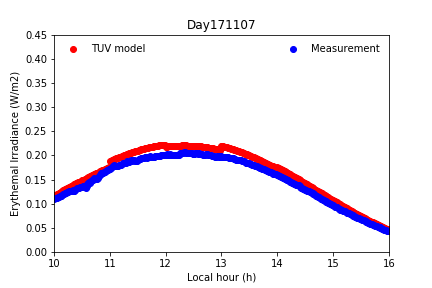 Day171107
TUV model
Measurement
Erythemal Irradiance (W/m2)
0.45
0.40
0.35
0.30
0.25
0.20
0.15
0.10
0.05
0.00
10 11 12 13 14 15 16
Local hour (h)